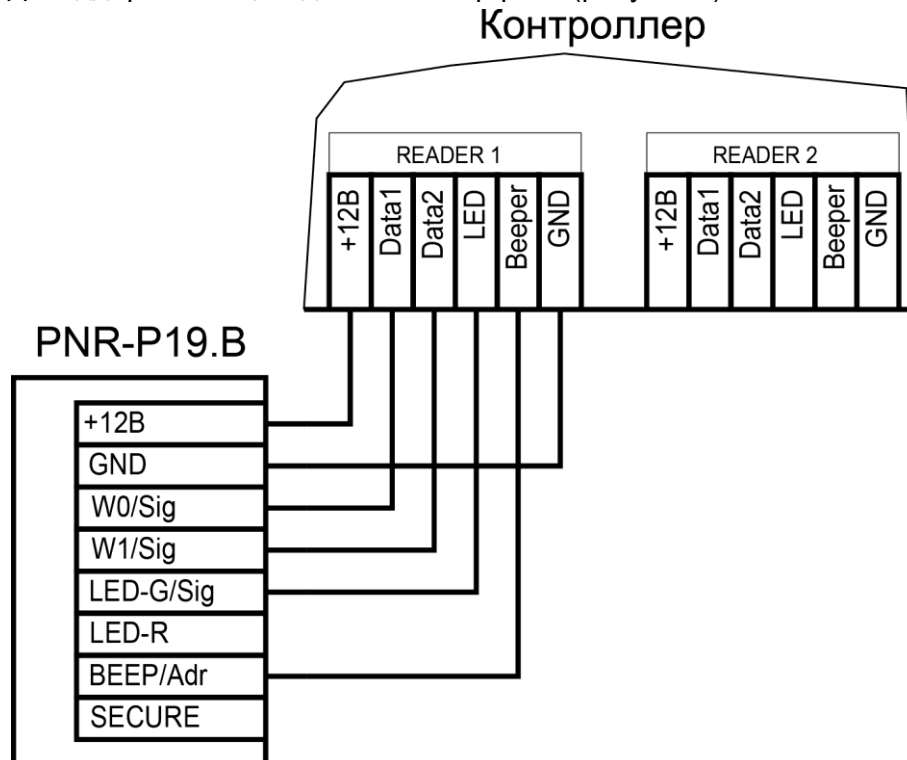 Контроллер
READER 1
READER 2
+12В
Data1
Data2
LED
Beeper
GND
+12В
Data1
Data2
LED
Beeper
GND
PNR-P19.В
+12В
GND
W0/Sig
W1/Sig
LED-G/Sig
LED-R
BEEP/Adr
SECURE